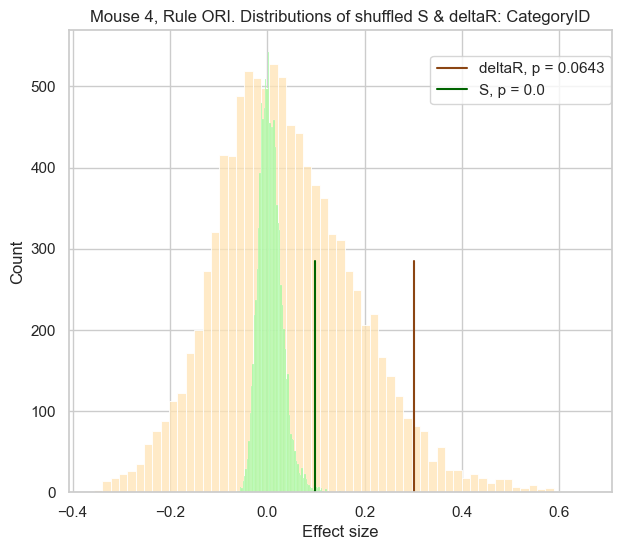 Mouse 4, Rule ORI. Distributions of shuffled S & deltaR: CategoryID
deltaR, p = 0.0643
S, p = 0.0
500
400
300
200
100
0
Count
−0.4 −0.2 0.0 0.2 0.4 0.6
Effect size